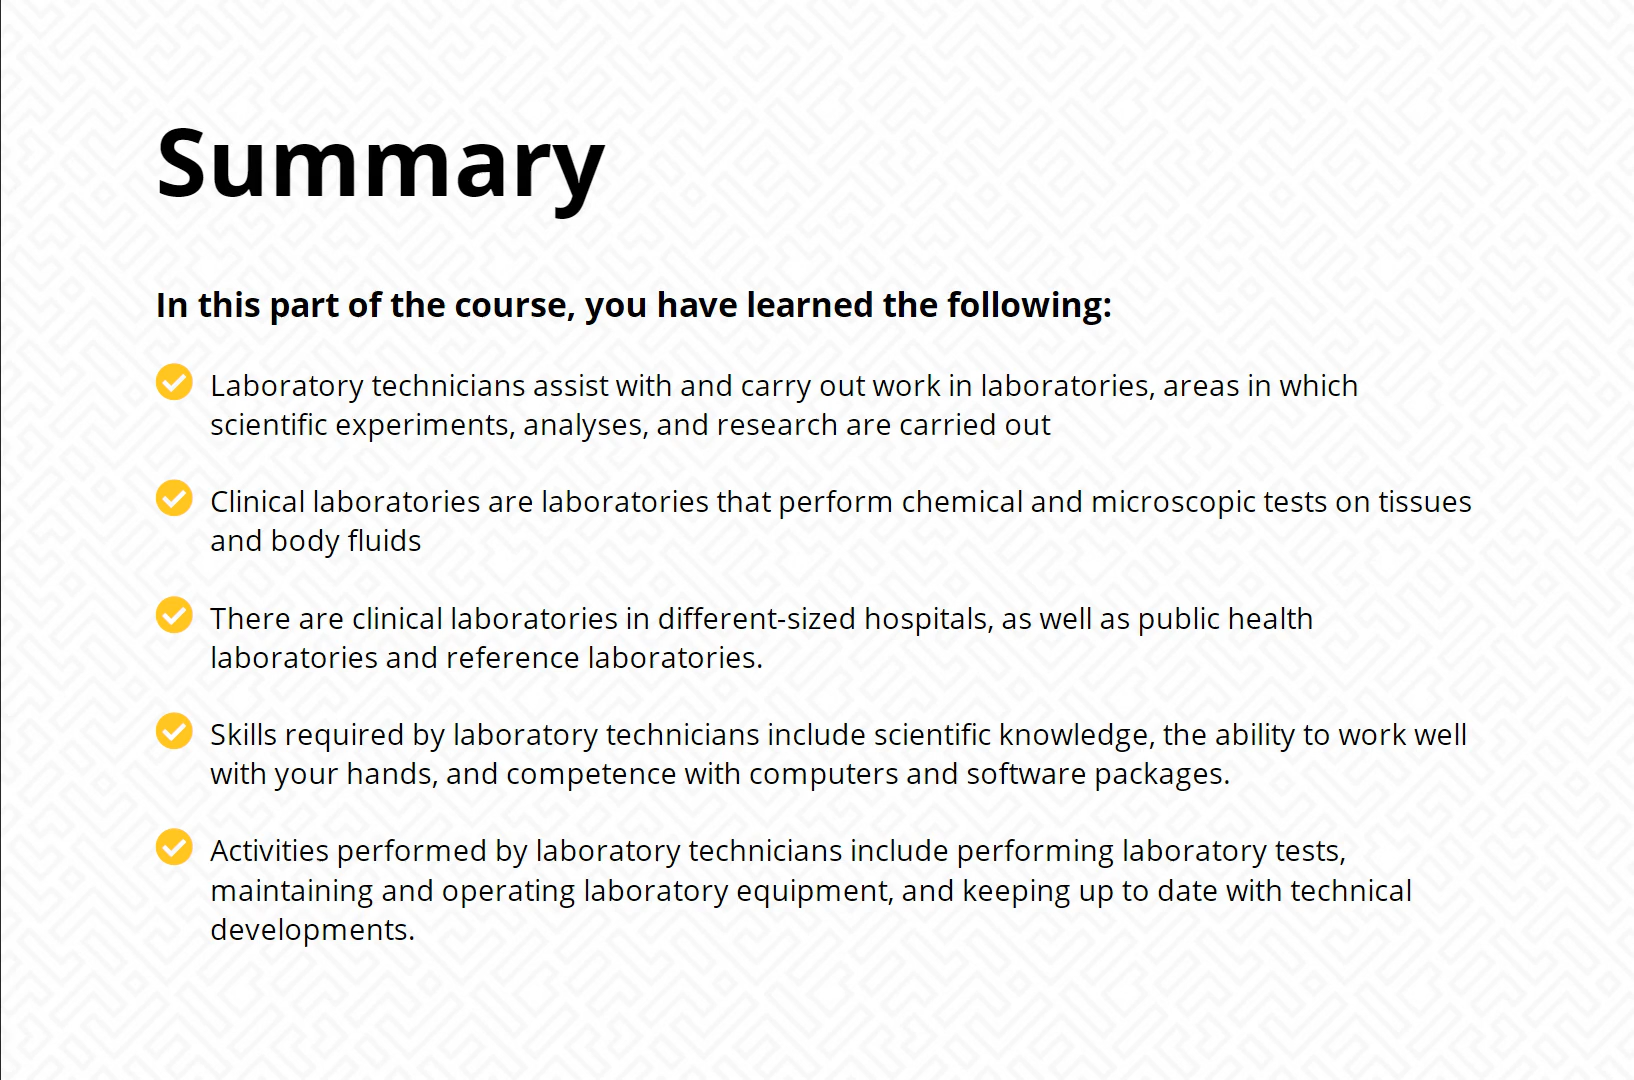 Summary
In this part of the course, you have learned the following:
Laboratory technicians assist with and carry out work in laboratories, areas in which
scientific experiments, analyses, and research are carried out
Clinical laboratories are laboratories that perform chemical and microscopic tests on tissues
and body fluids
There are clinical laboratories in different-sized hospitals, as well as public health
laboratories and reference laboratories.
Skills required by laboratory technicians include scientific knowledge, the ability to work well
with your hands, and competence with computers and software packages.
Activities performed by laboratory technicians include performing laboratory tests,
maintaining and operating laboratory equipment, and keeping up to date with technical
developments.